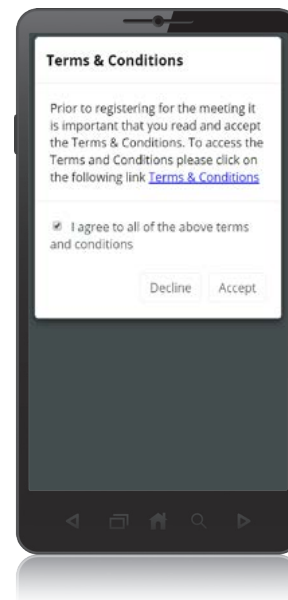 Terms & Conditions
Prior to registering for the meeting it
is important that you read and accept
the Terms & Conditions. To access the
Terms and Conditions please click on
the following link Terms & Conditions
I agree to all of the above terms
and conditions
Decline Accept